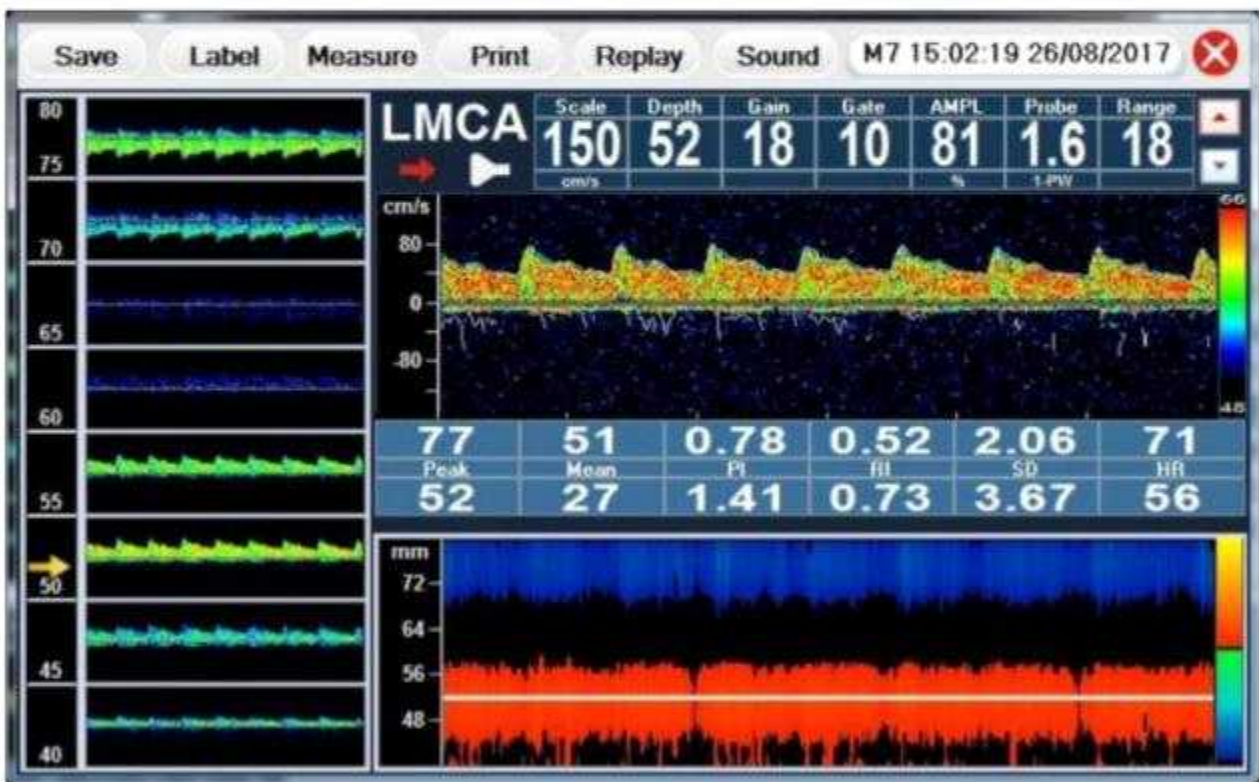 Save Label Measure Print Replay Sound M7 15:02:19 26/08/2017
LMCA
Scale Depth Gain Gate AMPL Probe Range
150 52 18 10 81 1.6 18
cm/s % 1-PW
80
75
70
65
60
55
50
45
40
cm/s
80
0
-80
66
48
77 51 0.78 0.52 2.06 71
Peak Mean PI RI SD HR
52 27 1.41 0.73 3.67 56
mm
72
64
56
48